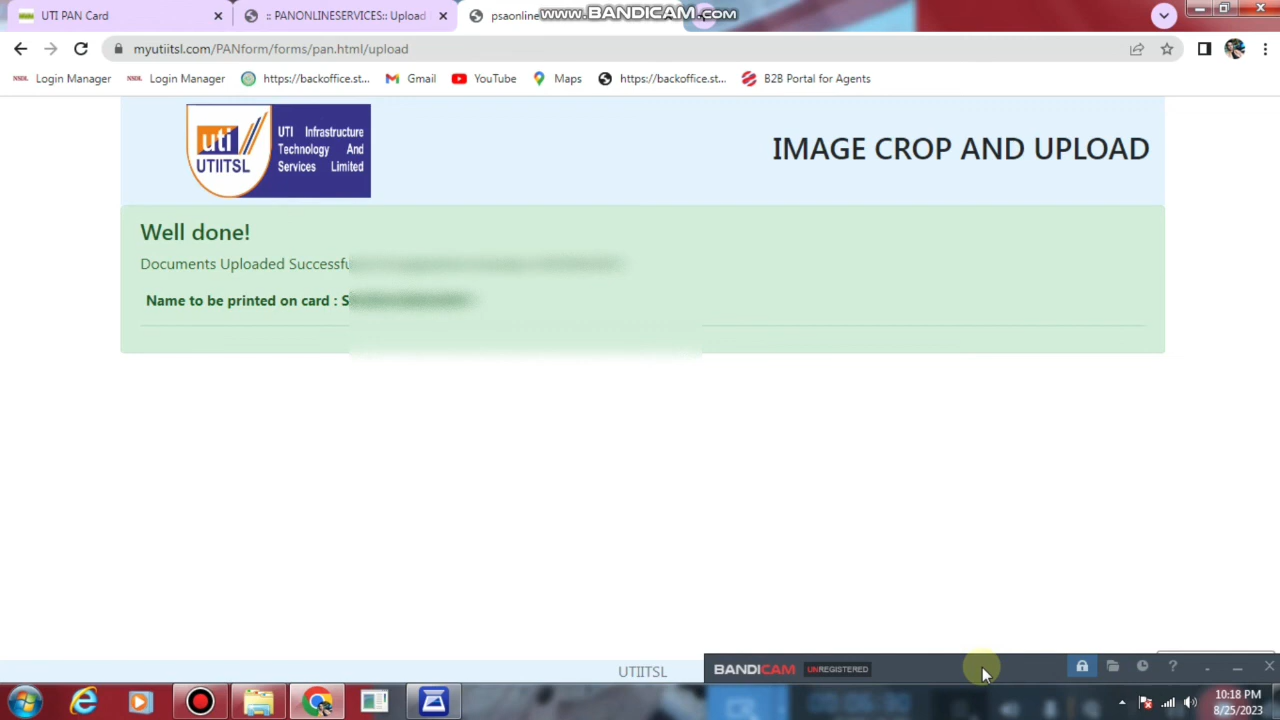 UTI PAN Card
:: PANONLINESERVICES:: Upload
psaonline
www.BANDICAM.com
myutiitsl.com/PANform/forms/pan.html/upload
NSDL Login Manager
NSDL Login Manager
https://backoffice.st...
Gmail
YouTube
Maps
https://backoffice.st...
B2B Portal for Agents
uti
UTIITSL
UTI Infrastructure
Technology And
Services Limited
IMAGE CROP AND UPLOAD
Well done!
Documents Uploaded
Name to be printed on card : S
UTIITSL
BANDICAM UNREGISTERED
10:18 PM
8/25/2023